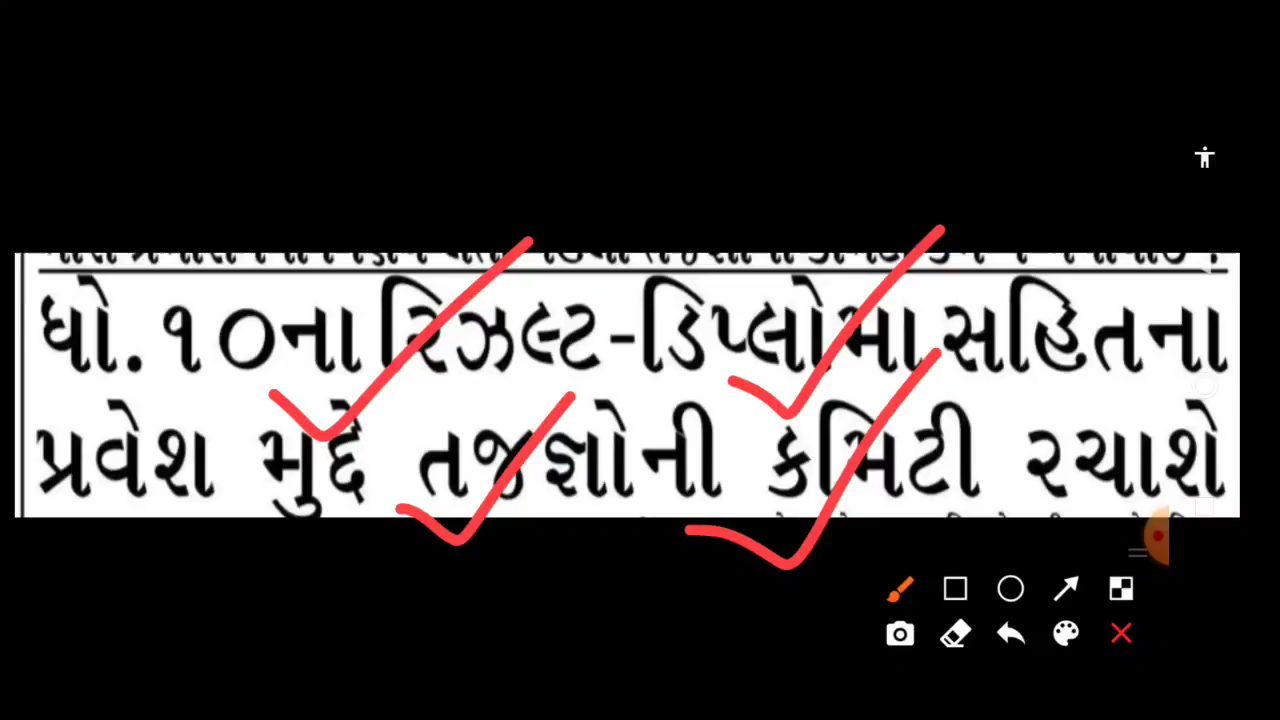 ધો.૧૦ના રિઝલ્ટ-ડિપ્લોમા સહિતના
પ્રવેશ મુદ્દે તજજ્ઞોની કમિટી રચાશે